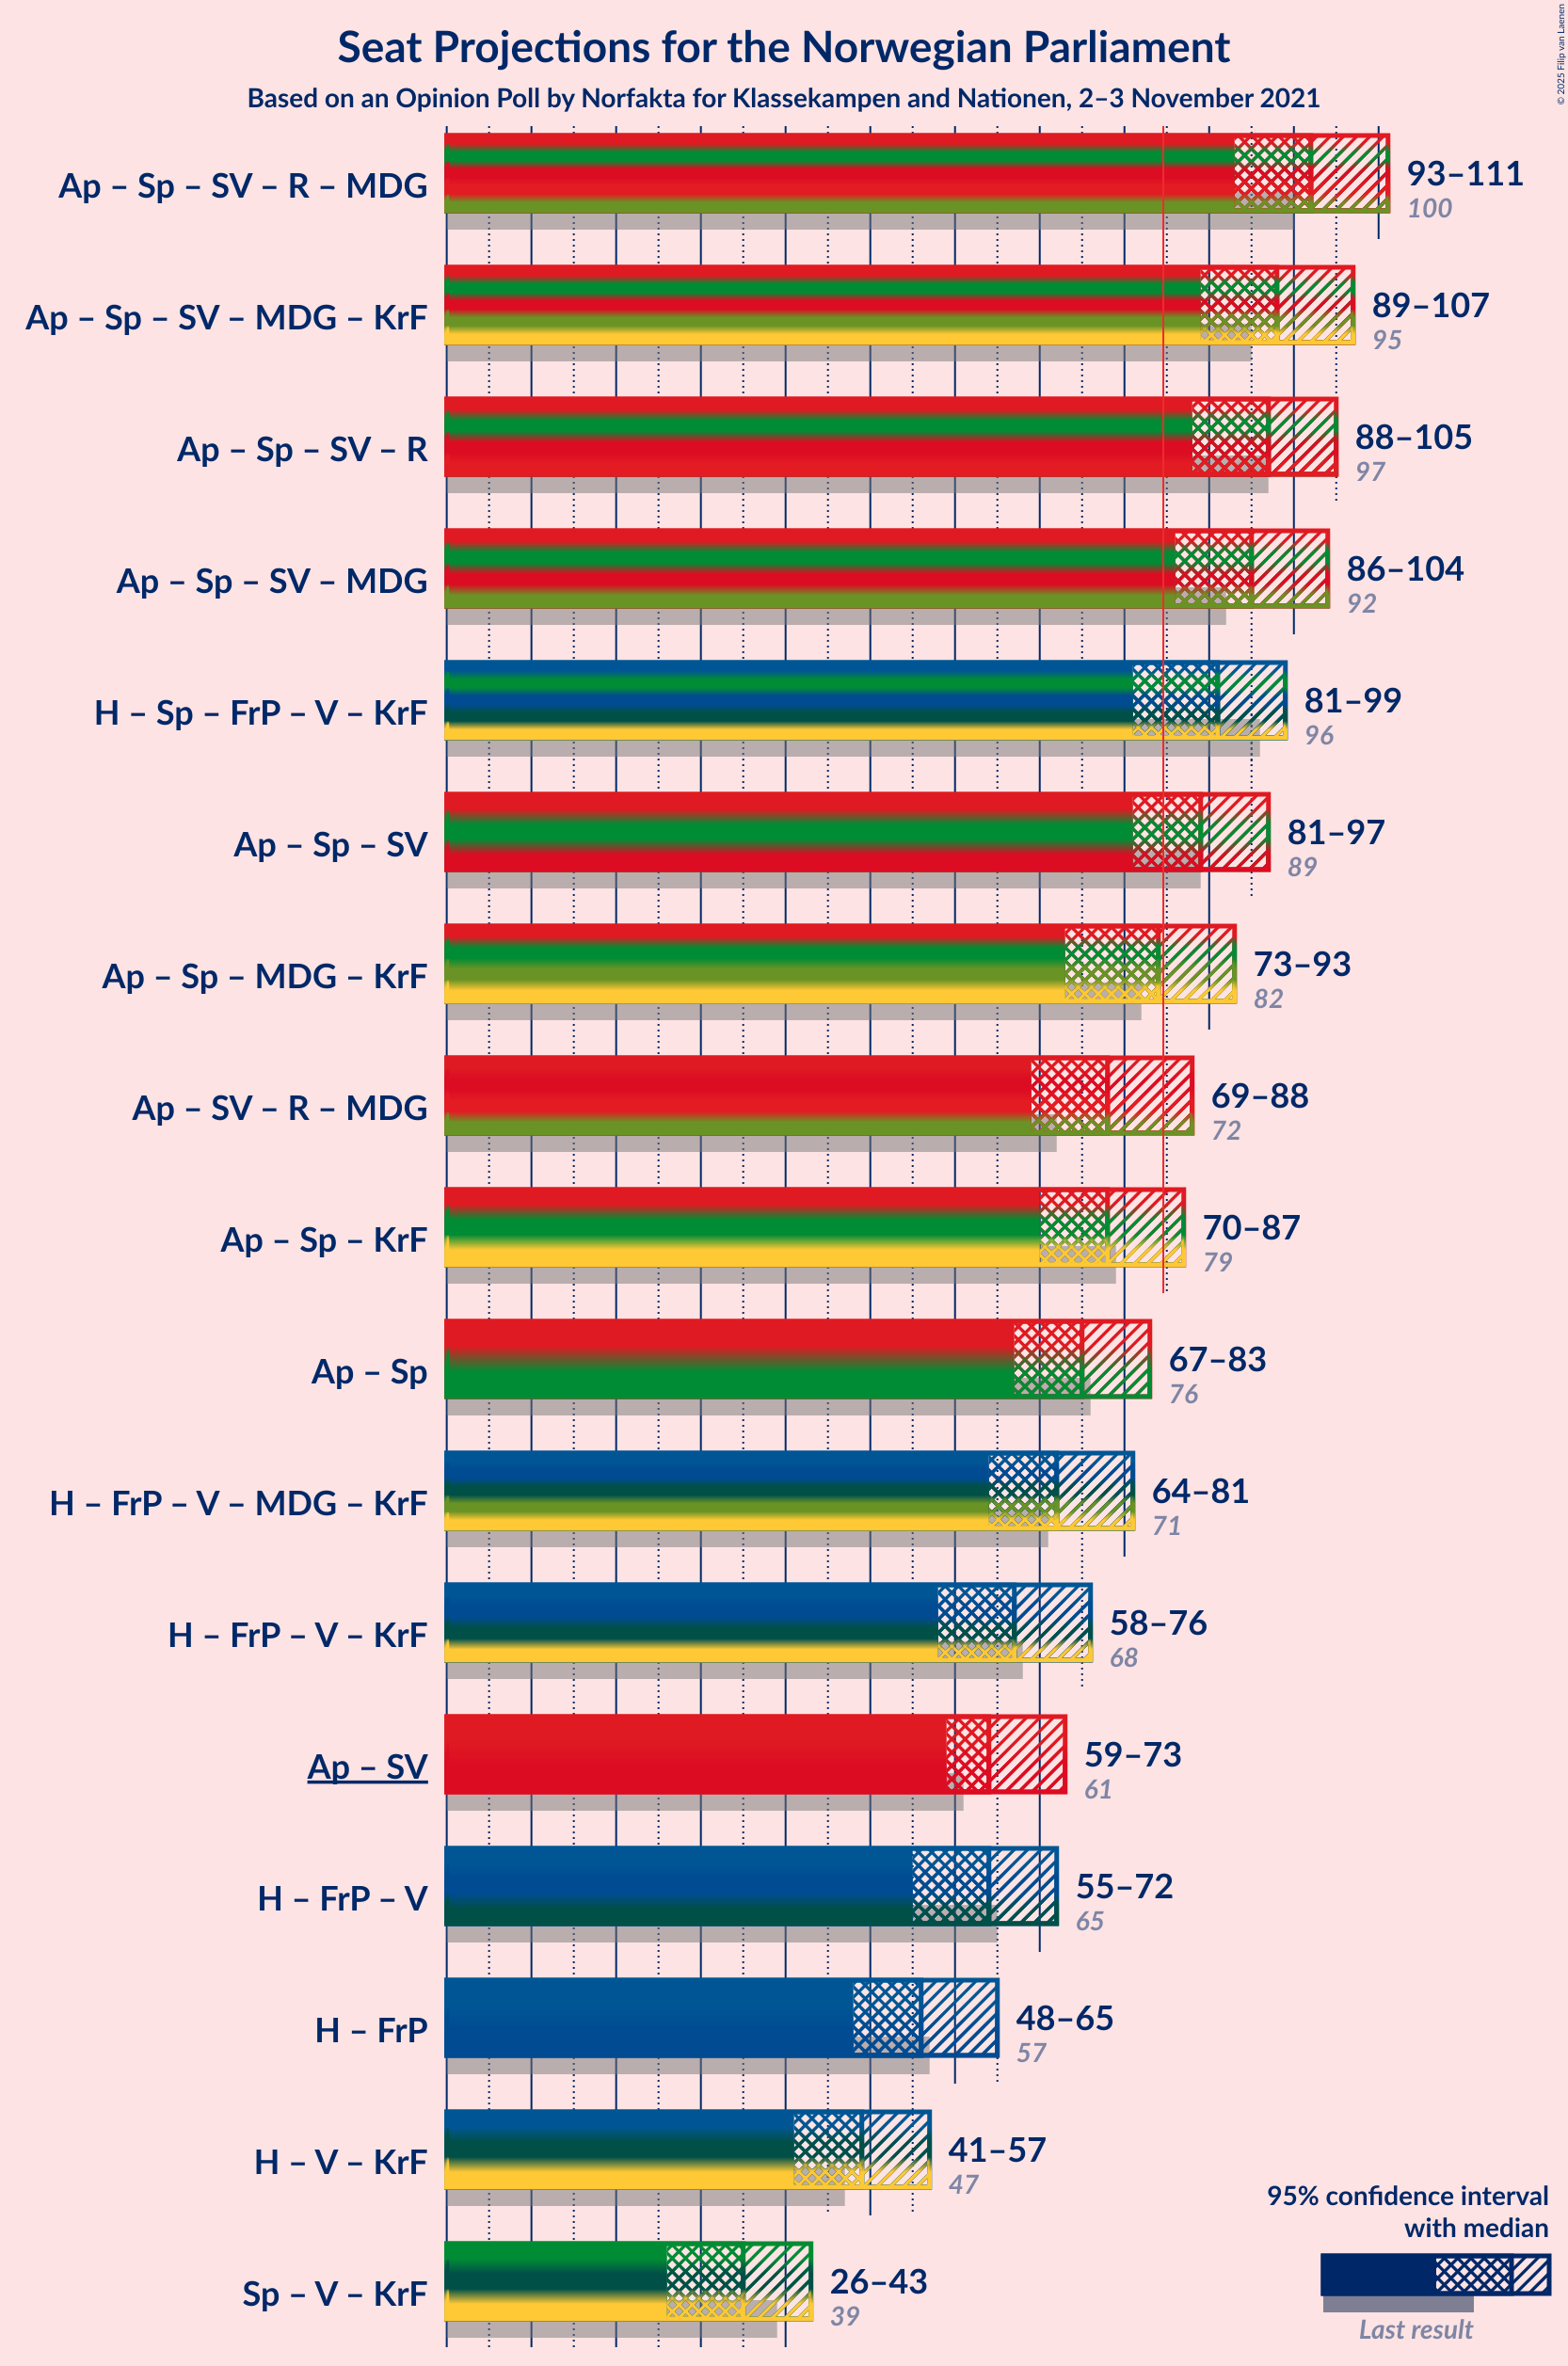 Seat Projections for the Norwegian Parliament
Based on an Opinion Poll by Norfakta for Klassekampen and Nationen, 2–3 November 2021
© 2025 Filip van Laenen
Ap – Sp – SV – R – MDG
93–111
100
Ap – Sp – SV – MDG – KrF
89–107
95
Ap – Sp – SV – R
88–105
97
Ap – Sp – SV – MDG
86–104
92
H – Sp – FrP – V – KrF
81–99
96
Ap – Sp – SV
81–97
89
Ap – Sp – MDG – KrF
73–93
82
Ap – SV – R – MDG
69–88
72
Ap – Sp – KrF
70–87
79
Ap – Sp
67–83
76
H – FrP – V – MDG – KrF
64–81
71
H – FrP – V – KrF
58–76
68
Ap – SV
59–73
61
H – FrP – V
55–72
65
H – FrP
48–65
57
H – V – KrF
41–57
47
Sp – V – KrF
26–43
39
95% confidence interval
with median
Last result